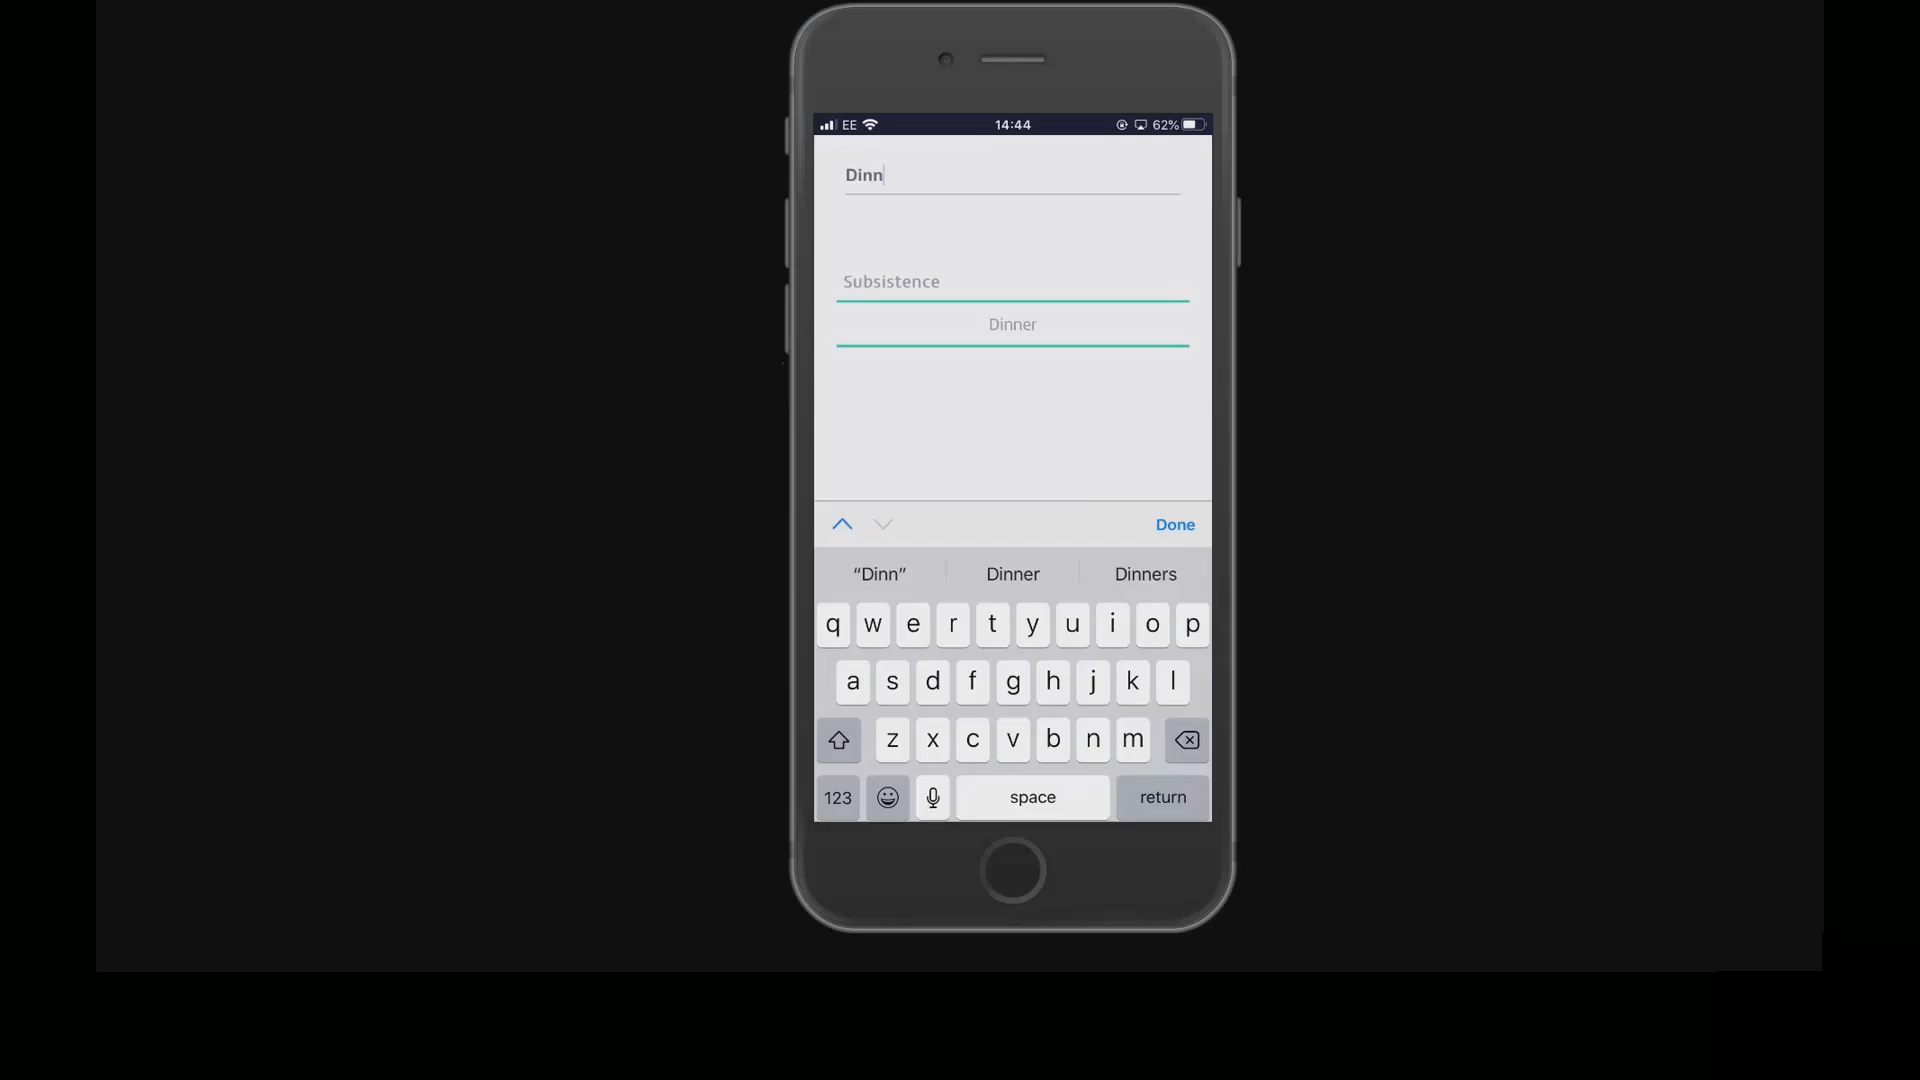 EE 14:44 62%
Dinn
Subsistence
Dinner
Done
“Dinn” Dinner Dinners
q w e r t y u i o p
a s d f g h j k l
z x c v b n m
123 space return